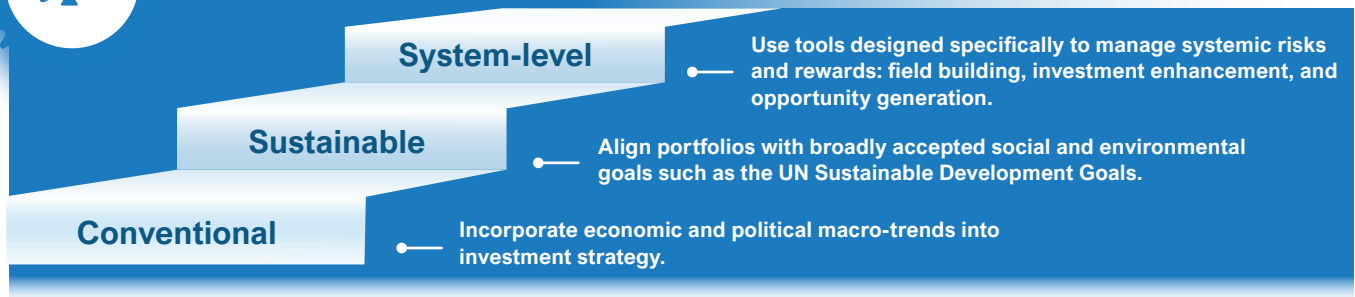 System-level
Use tools designed specifically to manage systemic risks
and rewards: field building, investment enhancement, and
opportunity generation.
Sustainable
Align portfolios with broadly accepted social and environmental
goals such as the UN Sustainable Development Goals.
Conventional
Incorporate economic and political macro-trends into
investment strategy.